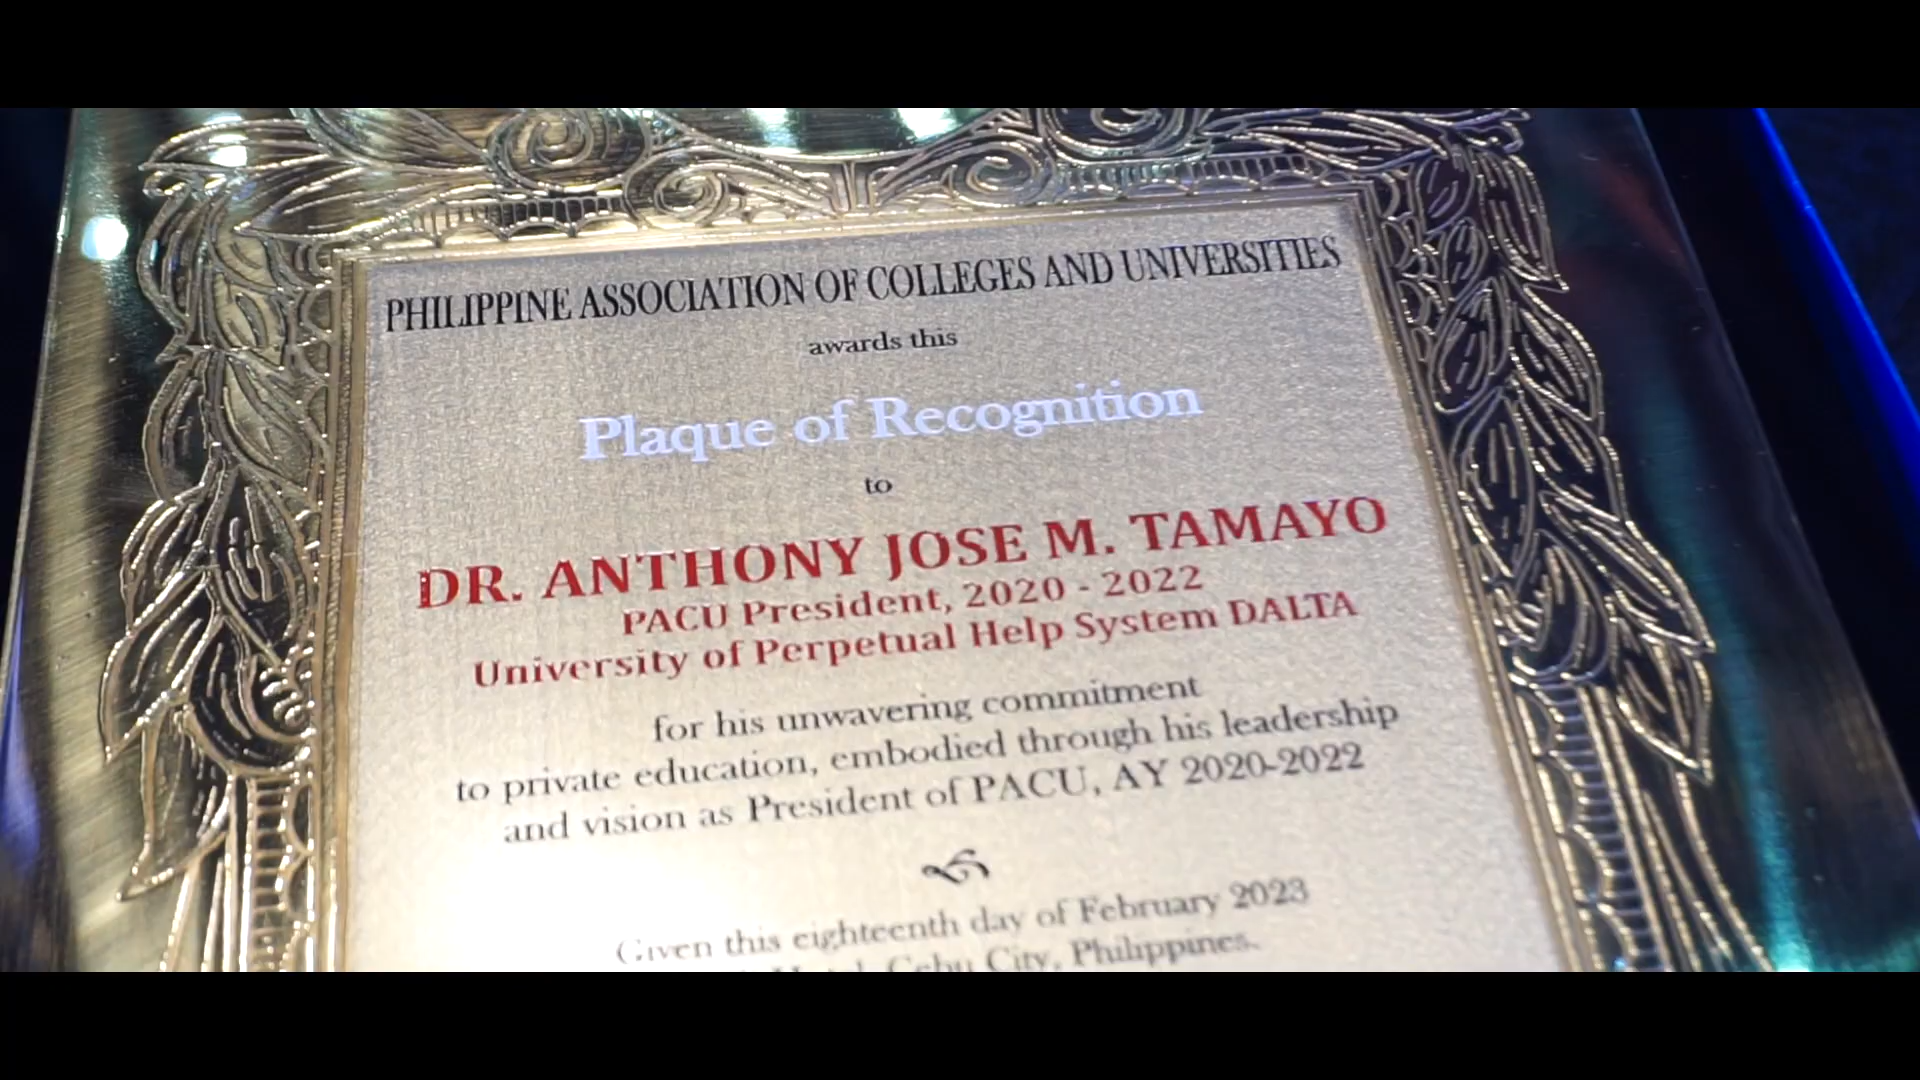 PHILIPPINE ASSOCIATION OF COLLEGES AND UNIVERSITIES
awards this
Plaque of Recognition
to
DR. ANTHONY JOSE M. TAMAYO
PACU President, 2020 - 2022
University of Perpetual Help System DALTA
for his unwavering commitment
to private education, embodied through his leadership
and vision as President of PACU, AY 2020-2022
Given this eighteenth day of February 2023
Hotel, Cebu City, Philippines.